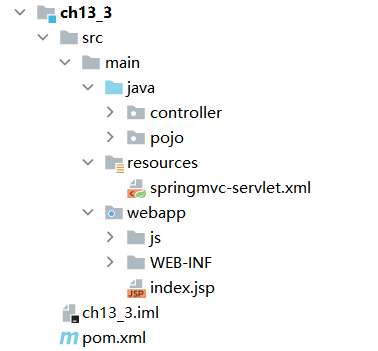 ch13_3
src
main
java
controller
pojo
resources
springmvc-servlet.xml
webapp
js
WEB-INF
index.jsp
ch13_3.iml
pom.xml